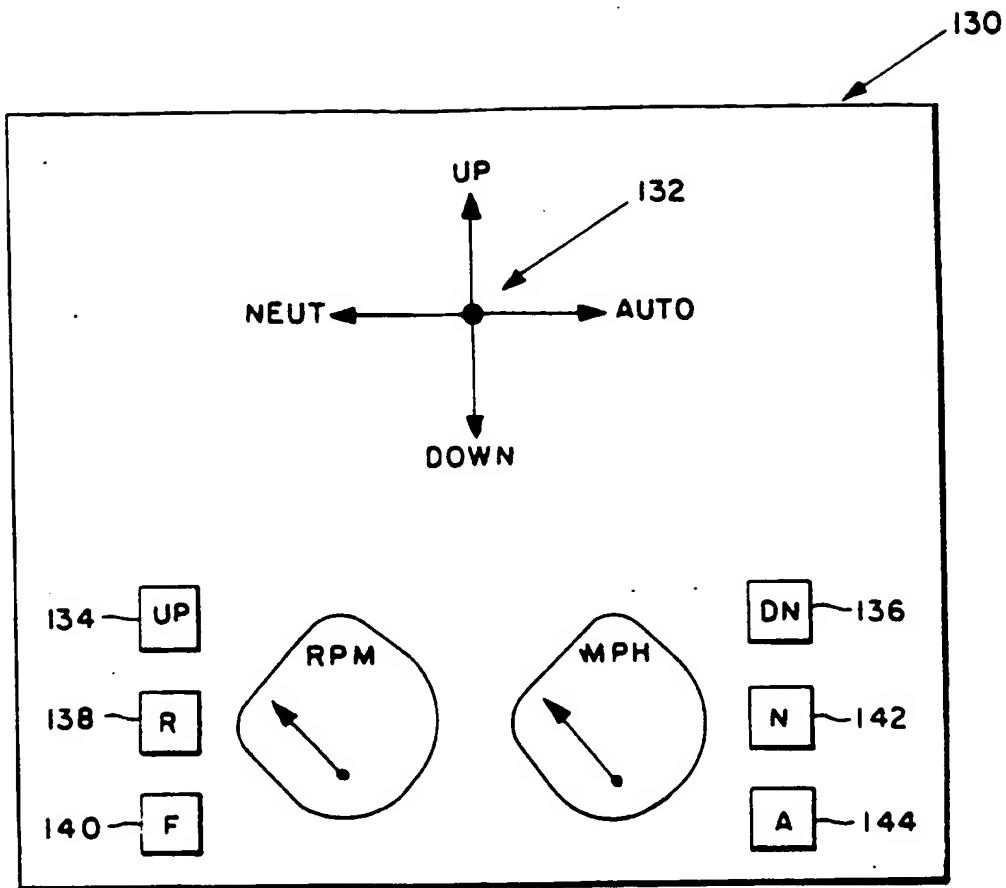 130
UP
132
NEUT AUTO
DOWN
134 UP
RPM
MPH
DN 136
138 R
N 142
140 F
A 144